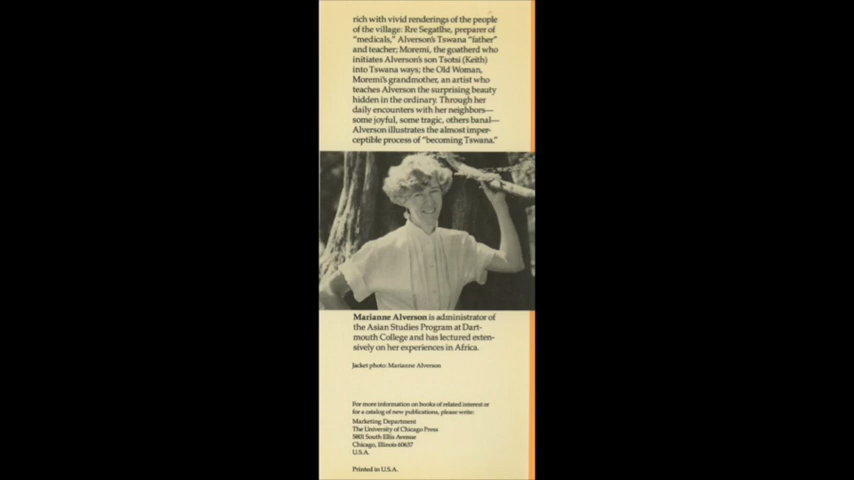 rich with vivid renderings of the people
of the village: Rre Segatlhe, preparer of
"medicals," Alverson's Tswana "father"
and teacher; Moremi, the goatherd who
initiates Alverson's son Tsotsi (Keith)
into Tswana ways; the Old Woman,
Moremi's grandmother, an artist who
teaches Alverson the surprising beauty
hidden in the ordinary. Through her
daily encounters with her neighbors—
some joyful, some tragic, others banal—
Alverson illustrates the almost imper-
ceptible process of "becoming Tswana."
Marianne Alverson is administrator of
the Asian Studies Program at Dart-
mouth College and has lectured exten-
sively on her experiences in Africa.
Jacket photo: Marianne Alverson
For more information on books of related interest or
for a catalog of new publications, please write:
Marketing Department
The University of Chicago Press
5801 South Ellis Avenue
Chicago, Illinois 60637
U.S.A.
Printed in U.S.A.